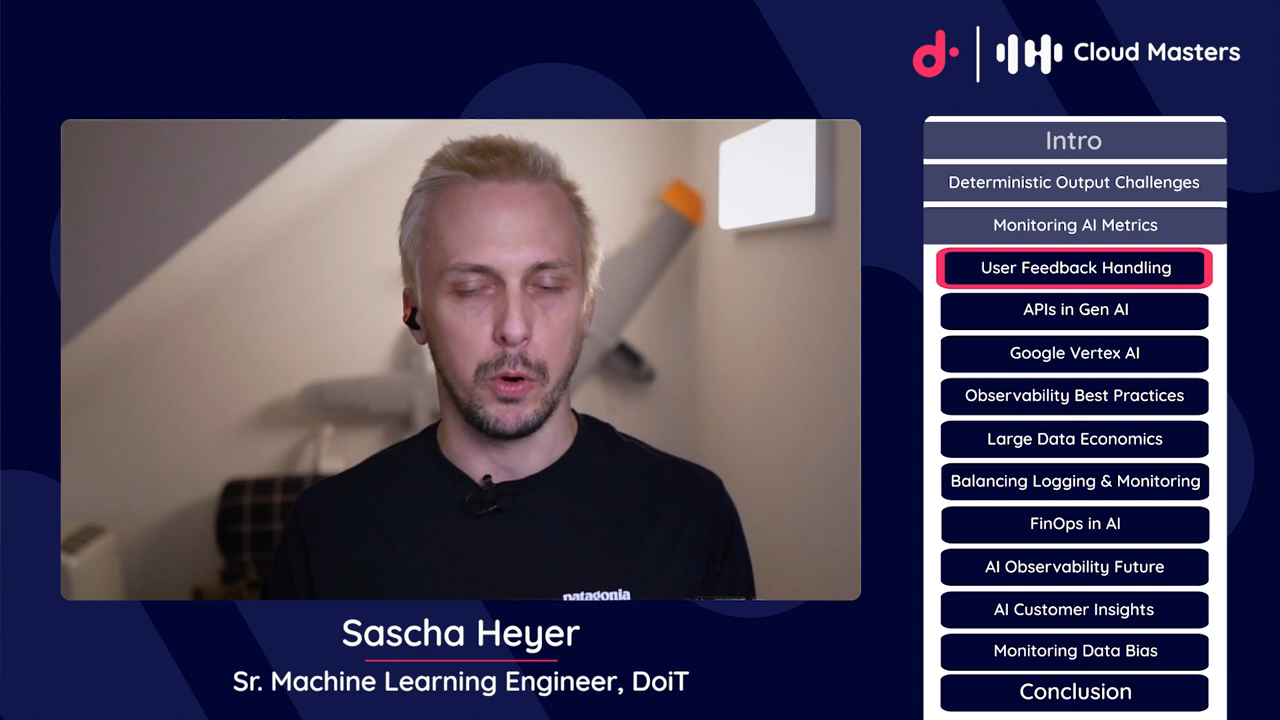 Cloud Masters
Intro
Deterministic Output Challenges
Monitoring AI Metrics
User Feedback Handling
APIs in Gen AI
Google Vertex AI
Observability Best Practices
Large Data Economics
Balancing Logging & Monitoring
FinOps in AI
AI Observability Future
AI Customer Insights
Monitoring Data Bias
Conclusion
patagonia
Sascha Heyer
Sr. Machine Learning Engineer, DoiT